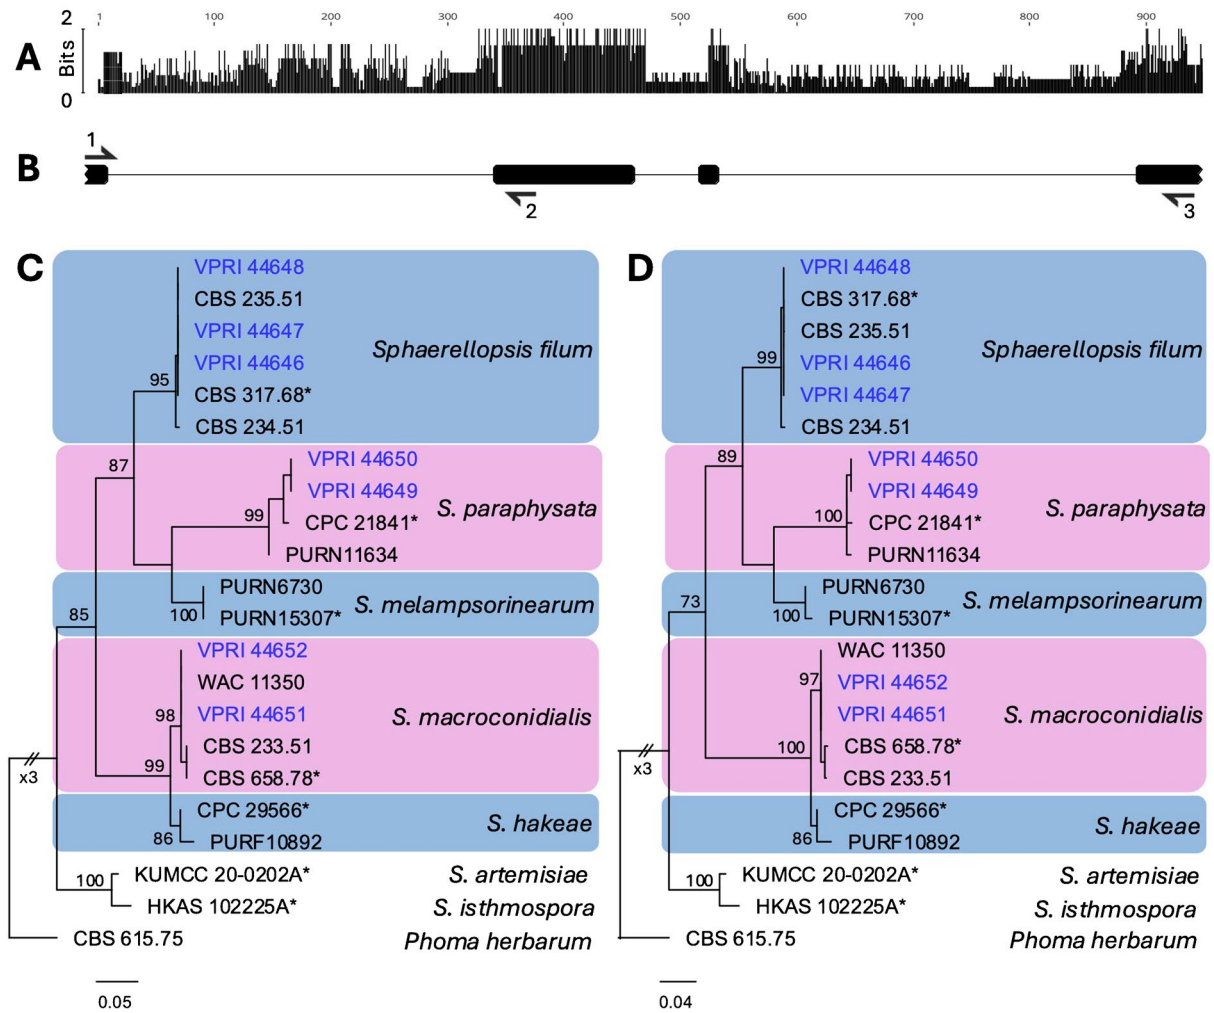 2 1 100 200 300 400 500 600 700 800 900
A Bits
0
1
B
2 3
C
VPRI 44648
CBS 235.51
VPRI 44647
Sphaerellopsis filum
VPRI 44646
95
CBS 317.68*
CBS 234.51
VPRI 44650
87
VPRI 44649
S. paraphysata
99
CPC 21841*
PURN11634
PURN6730
S. melampsorinearum
85
100
PURN15307*
VPRI 44652
WAC 11350
98
VPRI 44651
S. macroconidialis
CBS 233.51
99
x3
CBS 658.78*
CPC 29566*
S. hakeae
86
PURF10892
KUMCC 20-0202A*
S. artemisiae
100
HKAS 102225A*
S. isthmospora
CBS 615.75
Phoma herbarum
0.05
D
VPRI 44648
CBS 317.68*
CBS 235.51
Sphaerellopsis filum
99
VPRI 44646
VPRI 44647
CBS 234.51
89
VPRI 44650
VPRI 44649
S. paraphysata
100
CPC 21841*
PURN11634
PURN6730
S. melampsorinearum
73
100
PURN15307*
WAC 11350
97
VPRI 44652
VPRI 44651
S. macroconidialis
100
CBS 658.78*
x3
CBS 233.51
CPC 29566*
S. hakeae
86
PURF10892
KUMCC 20-0202A*
S. artemisiae
100
HKAS 102225A*
S. isthmospora
CBS 615.75
Phoma herbarum
0.04